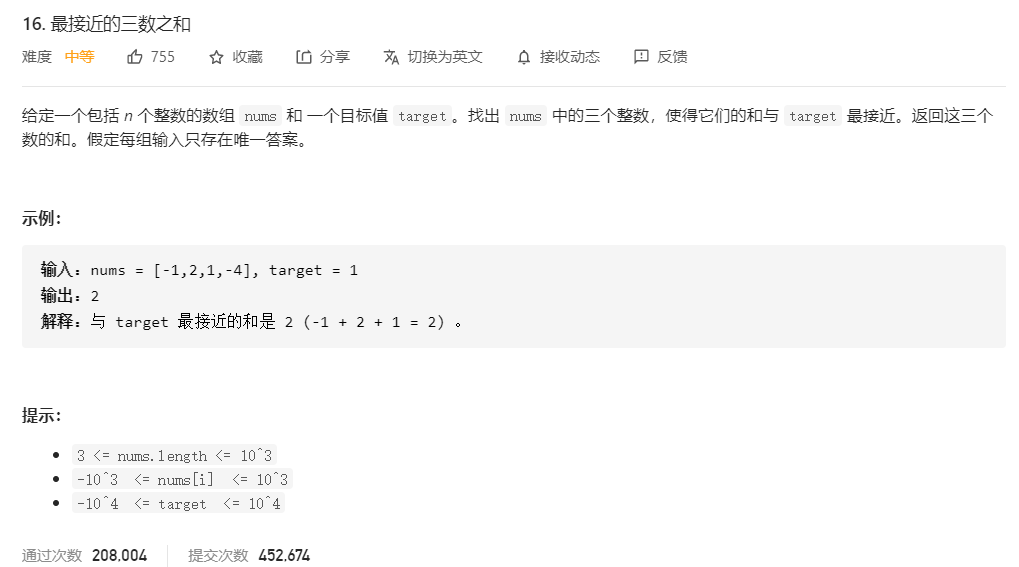 16. 最接近的三数之和
难度 中等 755 收藏 分享 切换为英文 接收动态 反馈
给定一个包括 n 个整数的数组 nums 和 一个目标值 target 。找出 nums 中的三个整数，使得它们的和与 target 最接近。返回这三个
数的和。假定每组输入只存在唯一答案。
示例：
输入：nums = [-1,2,1,-4], target = 1
输出：2
解释：与 target 最接近的和是 2 (-1 + 2 + 1 = 2) 。
提示：
3 <= nums.length <= 10^3
-10^3 <= nums[i] <= 10^3
-10^4 <= target <= 10^4
通过次数 208,004 提交次数 452,674